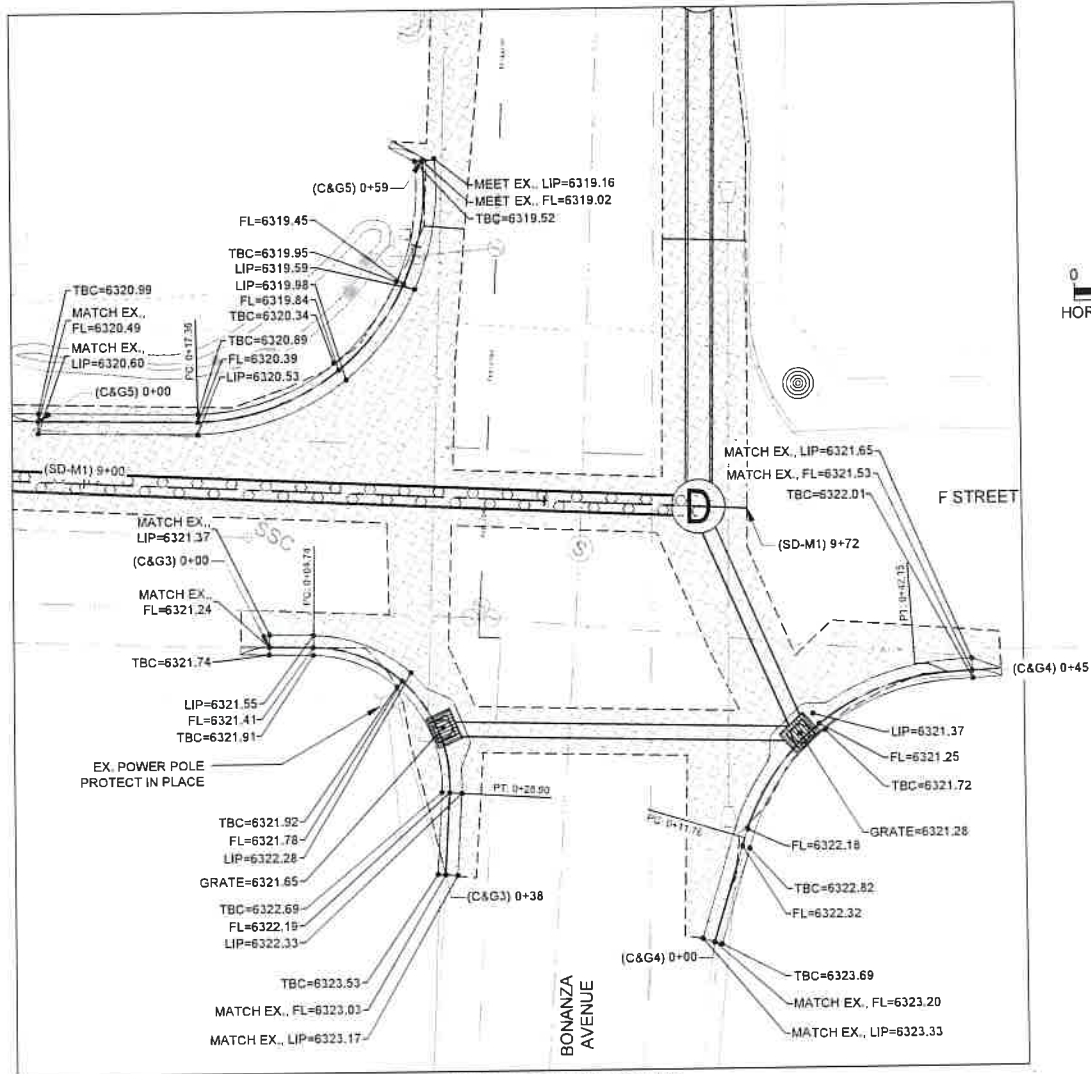 (C&G5) 0+59
MEET EX., LIP=6319.16
MEET EX., FL=6319.02
TBC=6319.52
FL=6319.45
TBC=6319.95
LIP=6319.59
LIP=6319.98
FL=6319.84
TBC=6320.34
0
HOR
TBC=6320.99
MATCH EX.,
FL=6320.49
MATCH EX.,
LIP=6320.60
PC: 0+17.36
TBC=6320.89
FL=6320.39
LIP=6320.53
(C&G5) 0+00
MATCH EX., LIP=6321.65
MATCH EX., FL=6321.53
TBC=6322.01
F STREET
(SD-M1) 9+00
D
MATCH EX.,
LIP=6321.37
SSC
S
(SD-M1) 9+72
(C&G3) 0+00
MATCH EX.,
FL=6321.24
PT: 0+42.15
TBC=6321.74
(C&G4) 0+45
LIP=6321.55
FL=6321.41
TBC=6321.91
LIP=6321.37
FL=6321.25
TBC=6321.72
EX. POWER POLE
PROTECT IN PLACE
PT: 0+28.90
PC: 0+11.76
GRATE=6321.28
TBC=6321.92
FL=6321.78
LIP=6322.28
GRATE=6321.65
FL=6322.18
TBC=6322.82
FL=6322.32
(C&G3) 0+38
TBC=6322.69
FL=6322.19
LIP=6322.33
(C&G4) 0+00
TBC=6323.53
MATCH EX., FL=6323.03
MATCH EX., LIP=6323.17
BONANZA
AVENUE
TBC=6323.69
MATCH EX., FL=6323.20
MATCH EX., LIP=6323.33